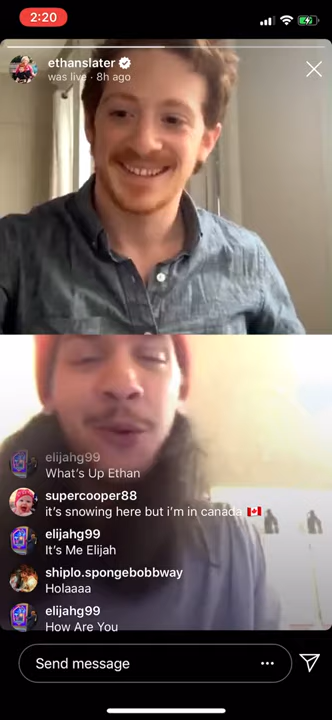 2:20
ethanslater
was live · 8h ago
elijahg99
What's Up Ethan
supercooper88
it's snowing here but i'm in canada 🇨🇦
elijahg99
It's Me Elijah
shiplo.spongebobbway
Holaaaa
elijahg99
How Are You
Send message